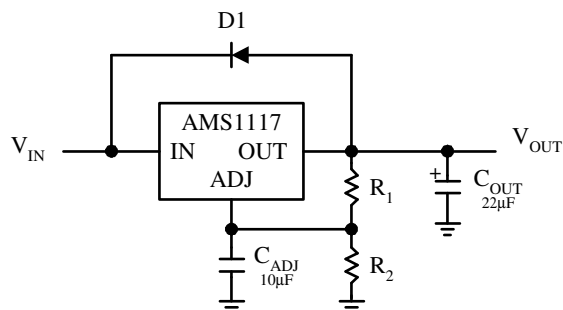 D1
AMS1117
V_IN
IN OUT
V_OUT
ADJ
+
R_1
C_OUT
22µF
C_ADJ
10µF
R_2